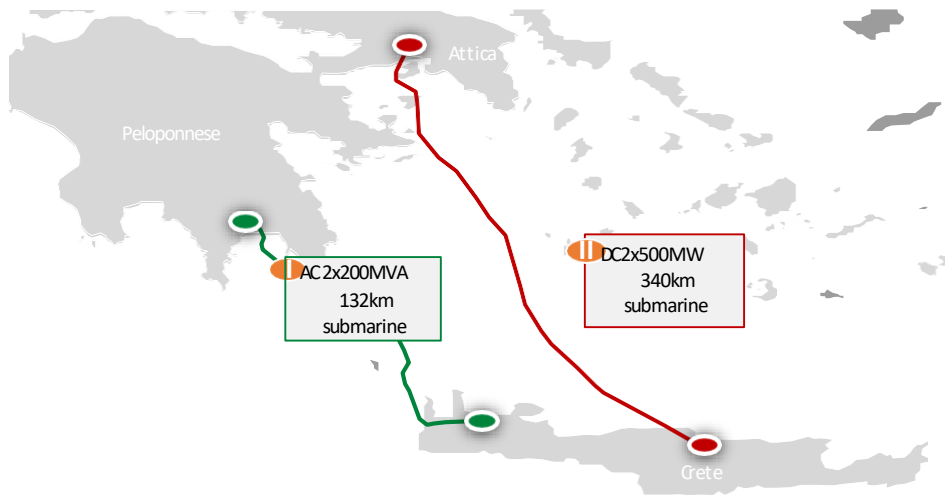 Attica
Peloponnese
DC2x500MW
340km
submarine
AC2x200MVA
132km
submarine
Crete